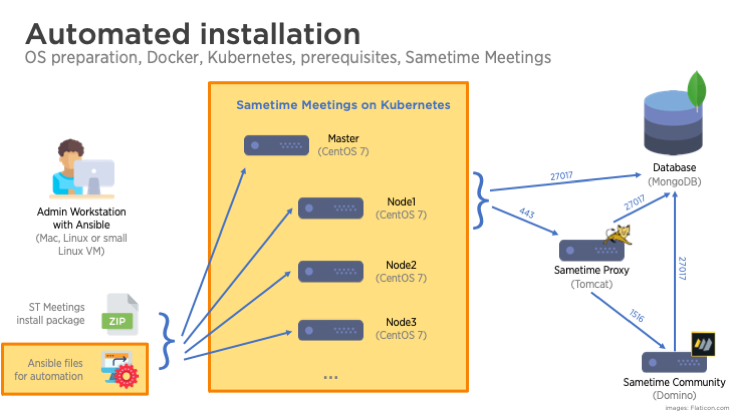 Automated installation
OS preparation, Docker, Kubernetes, prerequisites, Sametime Meetings
Sametime Meetings on Kubernetes
Master
(CentOS 7)
Node1
(CentOS 7)
Node2
(CentOS 7)
Node3
(CentOS 7)
...
Admin Workstation
with Ansible
(Mac, Linux or small
Linux VM)
ST Meetings
install package
ZIP
Ansible files
for automation
27017
443
27017
27017
1516
Database
(MongoDB)
Sametime Proxy
(Tomcat)
Sametime Community
(Domino)
images: Flaticon.com